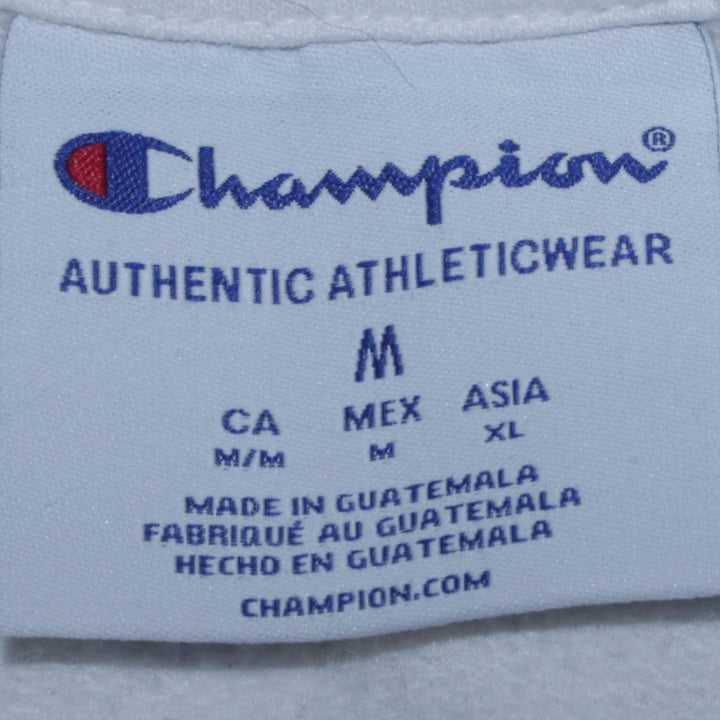 Champion®
AUTHENTIC ATHLETICWEAR
M
CA MEX ASIA
M/M M XL
MADE IN GUATEMALA
FABRIQUÉ AU GUATEMALA
HECHO EN GUATEMALA
CHAMPION.COM